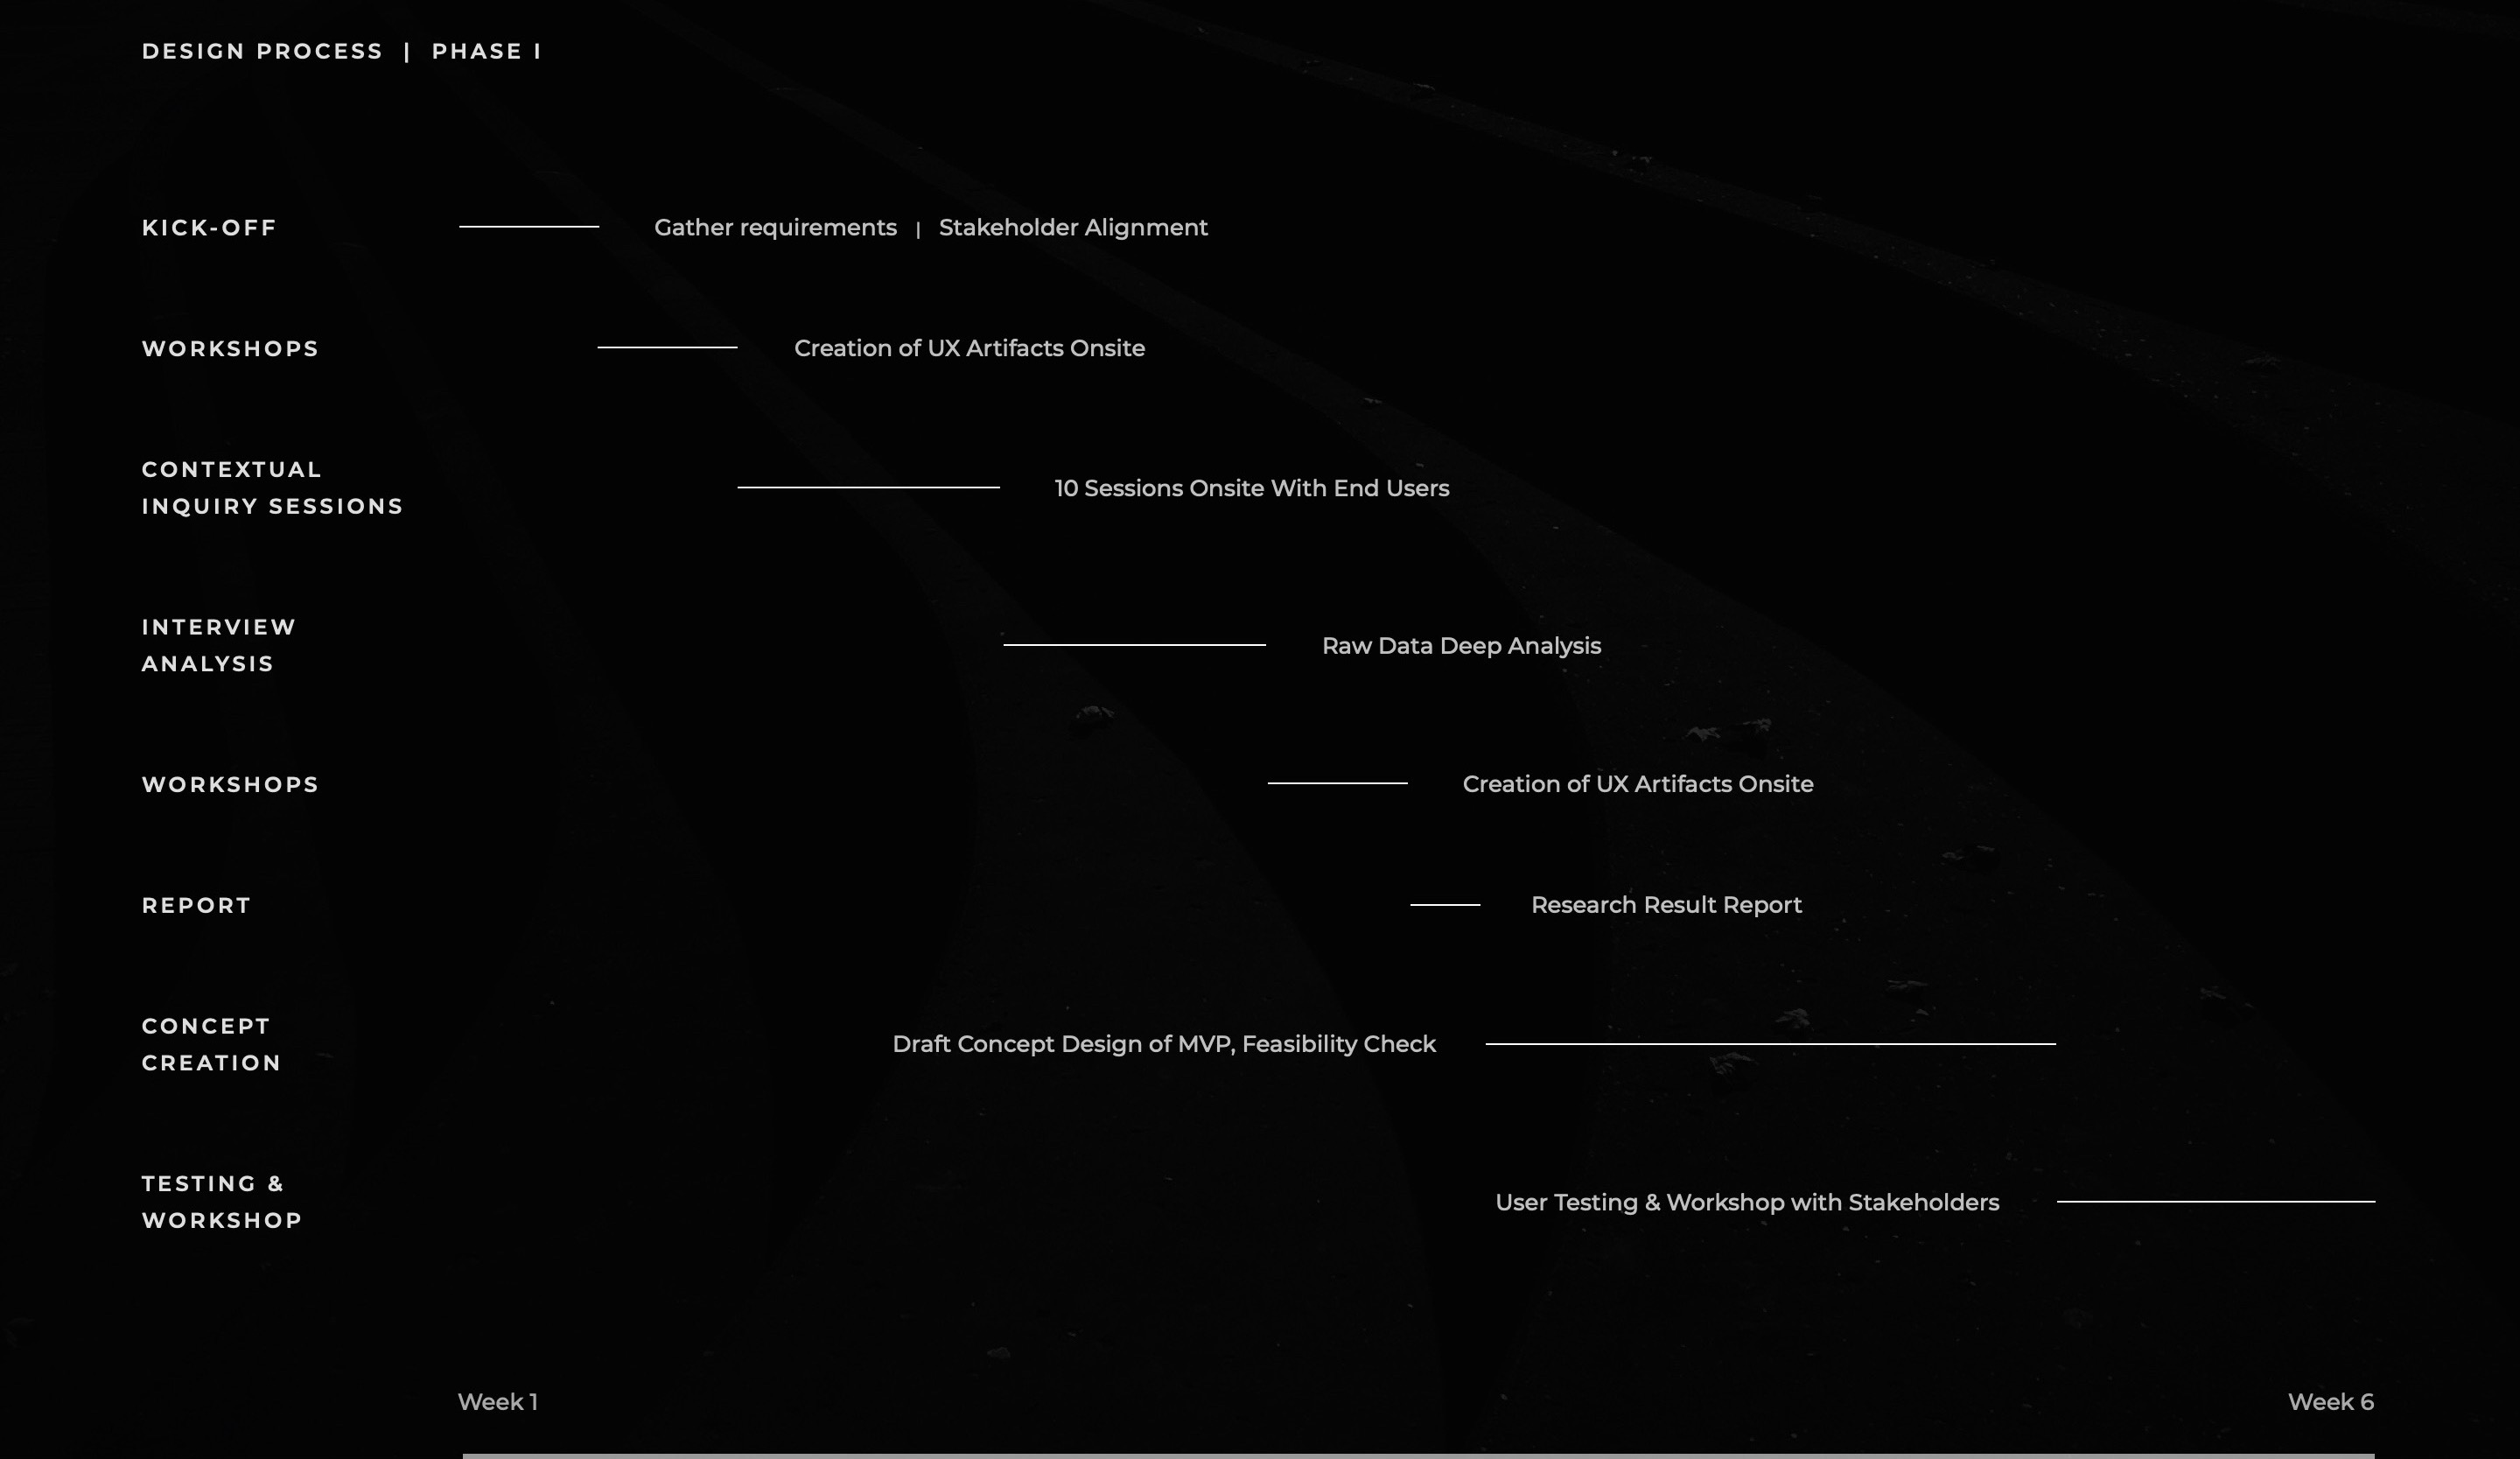 DESIGN PROCESS | PHASE I
KICK-OFF
Gather requirements | Stakeholder Alignment
WORKSHOPS
Creation of UX Artifacts Onsite
CONTEXTUAL
INQUIRY SESSIONS
10 Sessions Onsite With End Users
INTERVIEW
ANALYSIS
Raw Data Deep Analysis
WORKSHOPS
Creation of UX Artifacts Onsite
REPORT
Research Result Report
CONCEPT
CREATION
Draft Concept Design of MVP, Feasibility Check
TESTING &
WORKSHOP
User Testing & Workshop with Stakeholders
Week 1
Week 6